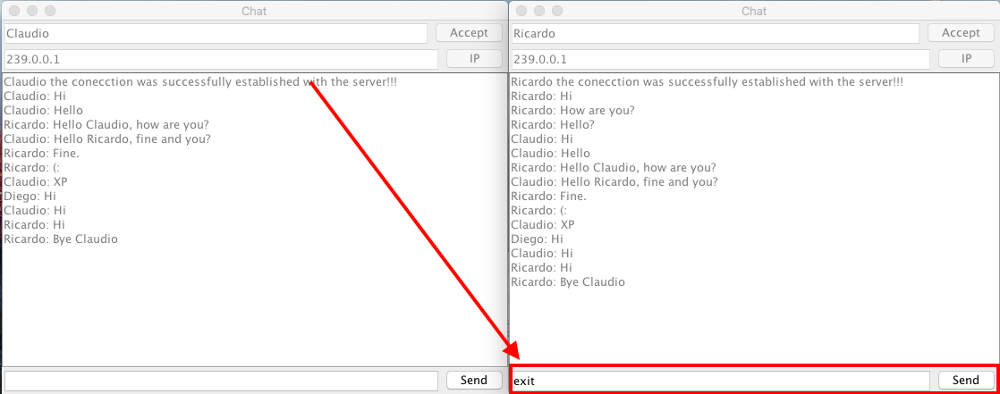 Chat
Claudio
Accept
239.0.0.1
IP
Claudio the conecction was successfully established with the server!!!
Claudio: Hi
Claudio: Hello
Ricardo: Hello Claudio, how are you?
Claudio: Hello Ricardo, fine and you?
Ricardo: Fine.
Ricardo: (:
Claudio: XP
Diego: Hi
Claudio: Hi
Ricardo: Hi
Ricardo: Bye Claudio
Send
Chat
Ricardo
Accept
239.0.0.1
IP
Ricardo the conecction was successfully established with the server!!!
Ricardo: Hi
Ricardo: How are you?
Ricardo: Hello?
Claudio: Hi
Claudio: Hello
Ricardo: Hello Claudio, how are you?
Claudio: Hello Ricardo, fine and you?
Ricardo: Fine.
Ricardo: (:
Claudio: XP
Diego: Hi
Claudio: Hi
Ricardo: Hi
Ricardo: Bye Claudio
exit
Send